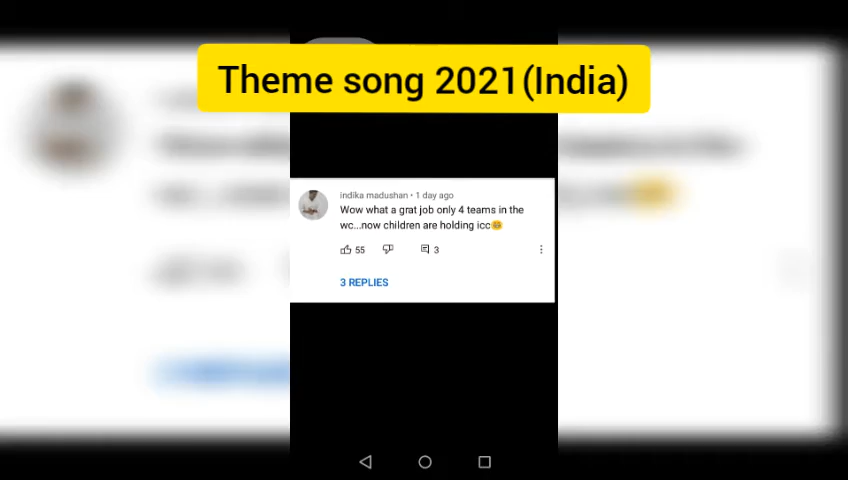 Theme song 2021(India)
indika madushan • 1 day ago
Wow what a grat job only 4 teams in the
wc...now children are holding icc😆
55
3
3 REPLIES